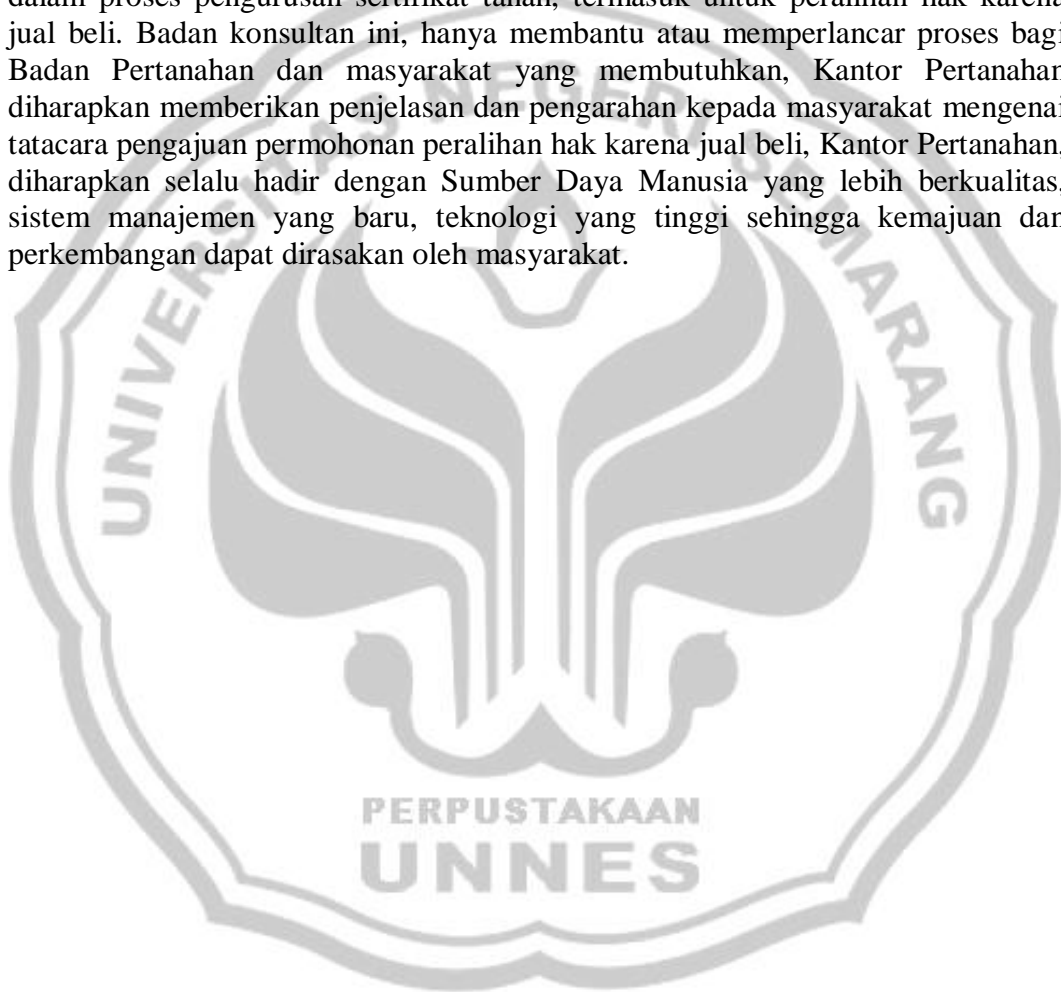 dalam proses pengurusan sertifikat tanah, termasuk untuk peralihan hak karena
jual beli. Badan konsultan ini, hanya membantu atau memperlancar proses bagi
Badan Pertanahan dan masyarakat yang membutuhkan, Kantor Pertanahan
diharapkan memberikan penjelasan dan pengarahan kepada masyarakat mengenai
tatacara pengajuan permohonan peralihan hak karena jual beli, Kantor Pertanahan,
diharapkan selalu hadir dengan Sumber Daya Manusia yang lebih berkualitas,
sistem manajemen yang baru, teknologi yang tinggi sehingga kemajuan dan
perkembangan dapat dirasakan oleh masyarakat.
UNIVERSITAS NEGERI SEMARANG
PERPUSTAKAAN
UNNES